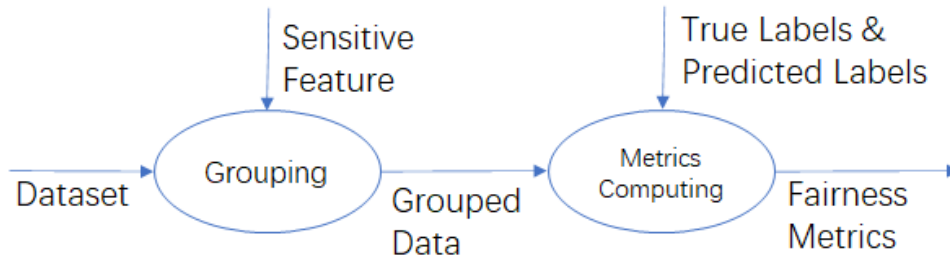 Sensitive
Feature
True Labels &
Predicted Labels
Grouping
Metrics
Computing
Dataset
Grouped
Data
Fairness
Metrics